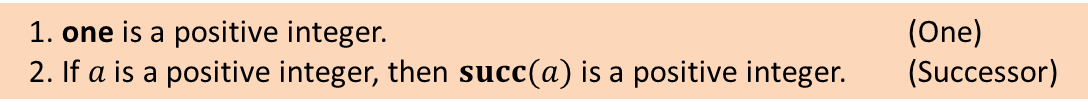 1. one is a positive integer. (One)
2. If a is a positive integer, then succ(a) is a positive integer. (Successor)